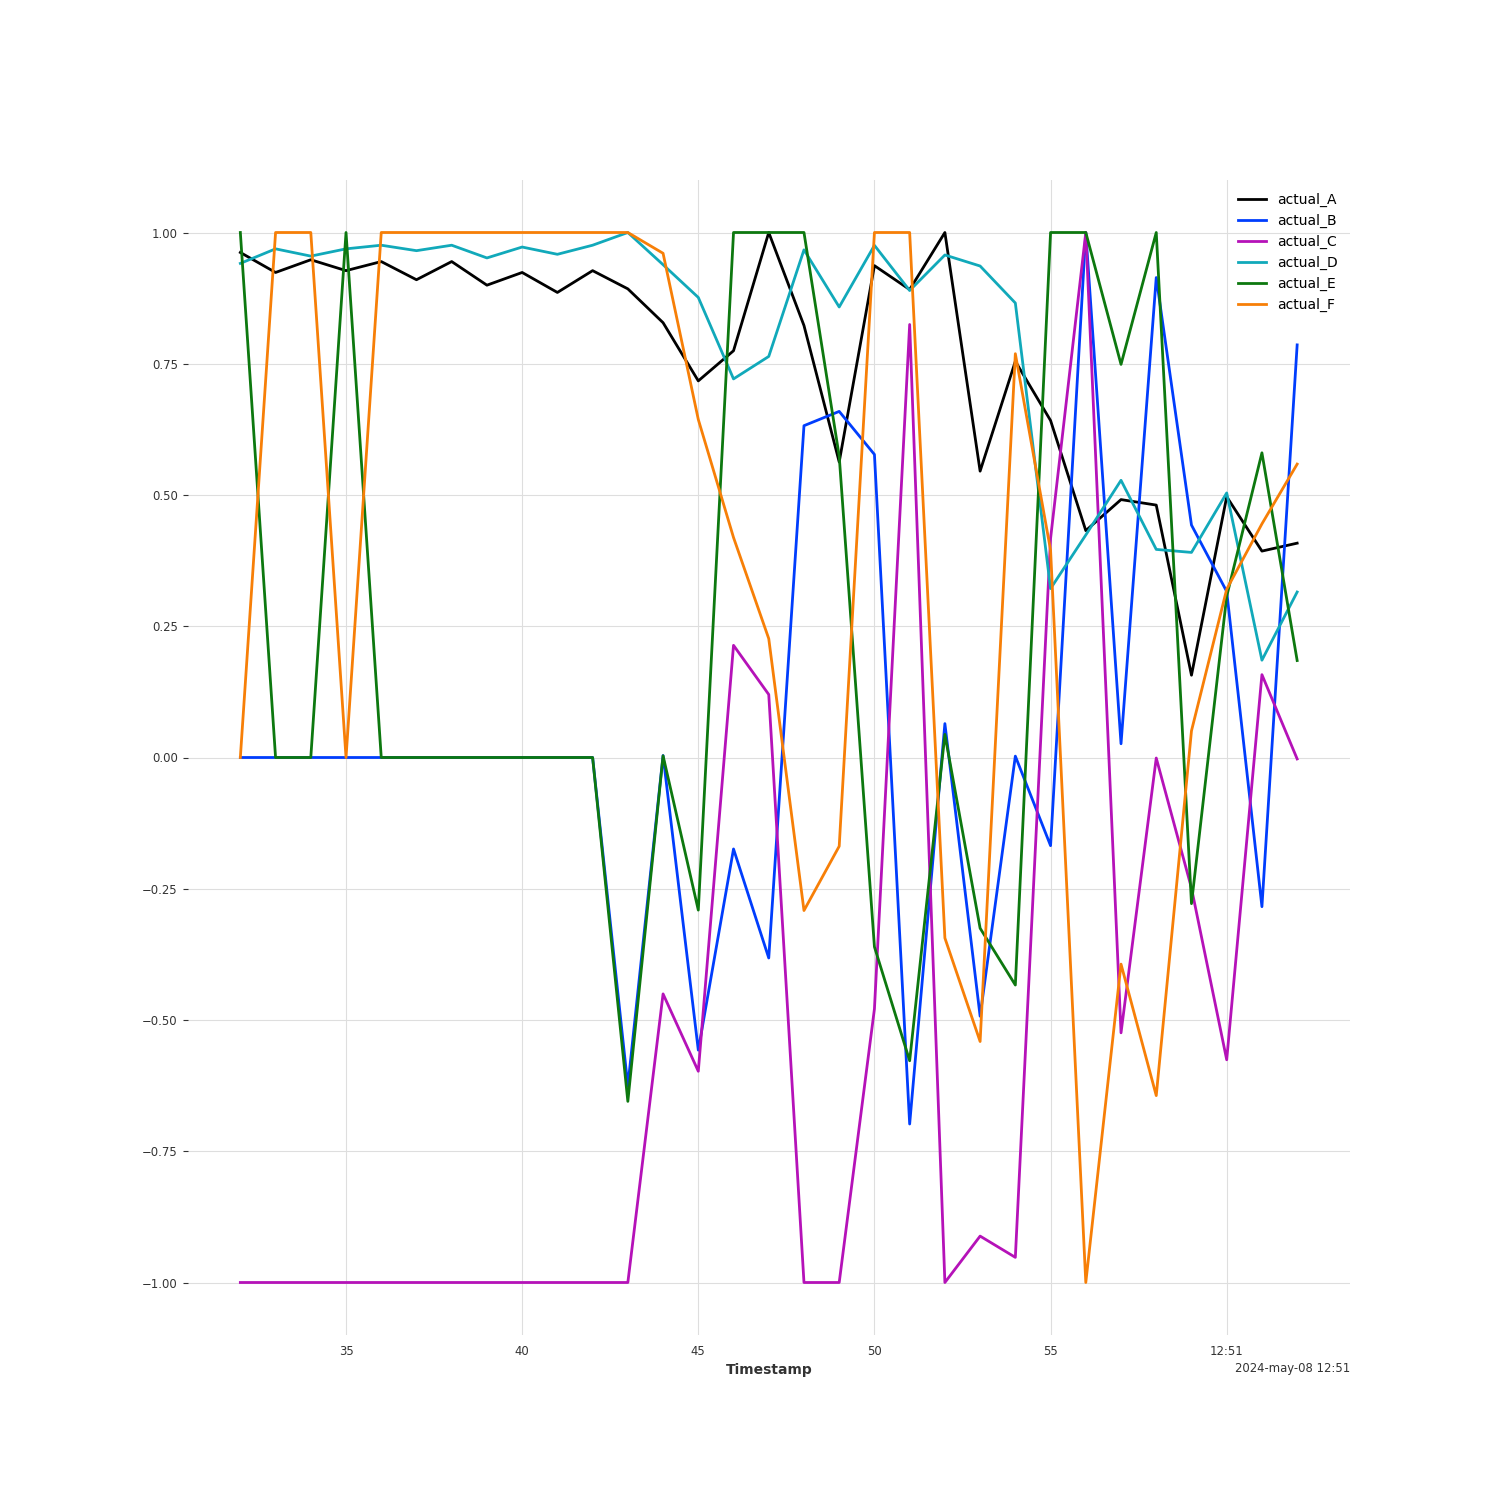 actual_A
actual_B
actual_C
actual_D
actual_E
actual_F
1.00
0.75
0.50
0.25
0.00
−0.25
−0.50
−0.75
−1.00
35 40 45 50 55 12:51
Timestamp
2024-may-08 12:51